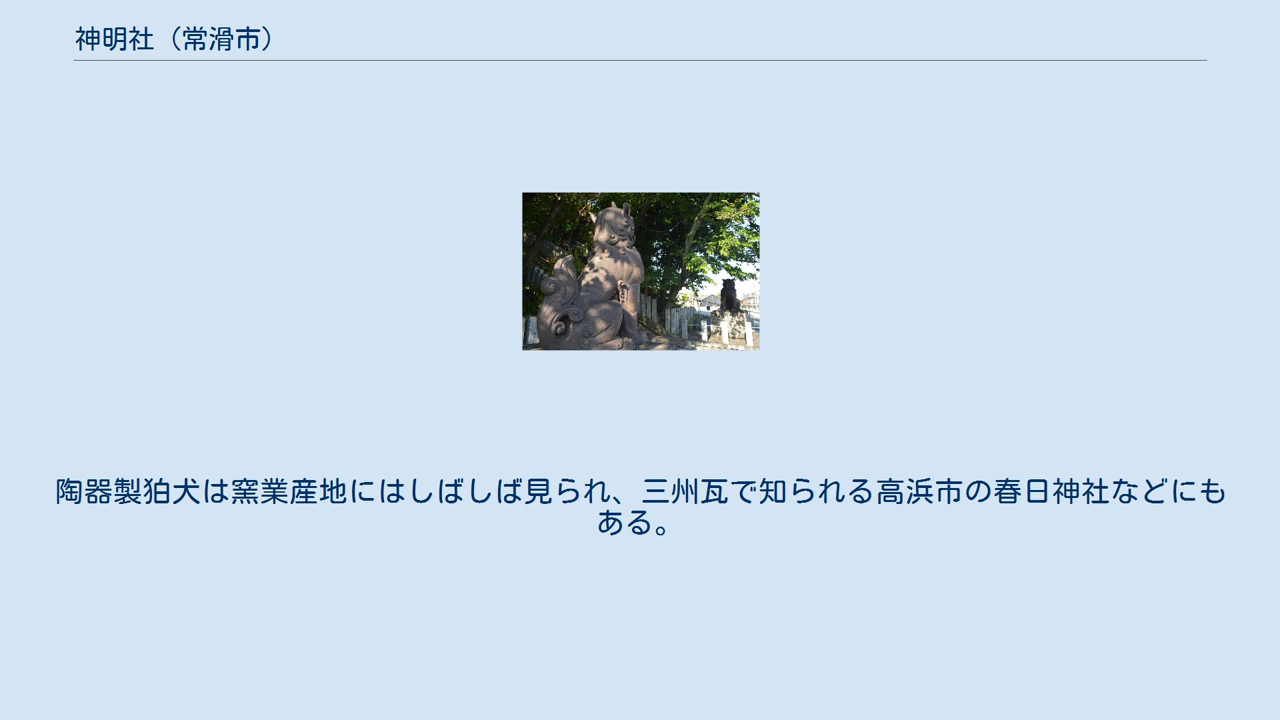 神明社（常滑市）
陶器製狛犬は窯業産地にはしばしば見られ、三州瓦で知られる高浜市の春日神社などにも
ある。